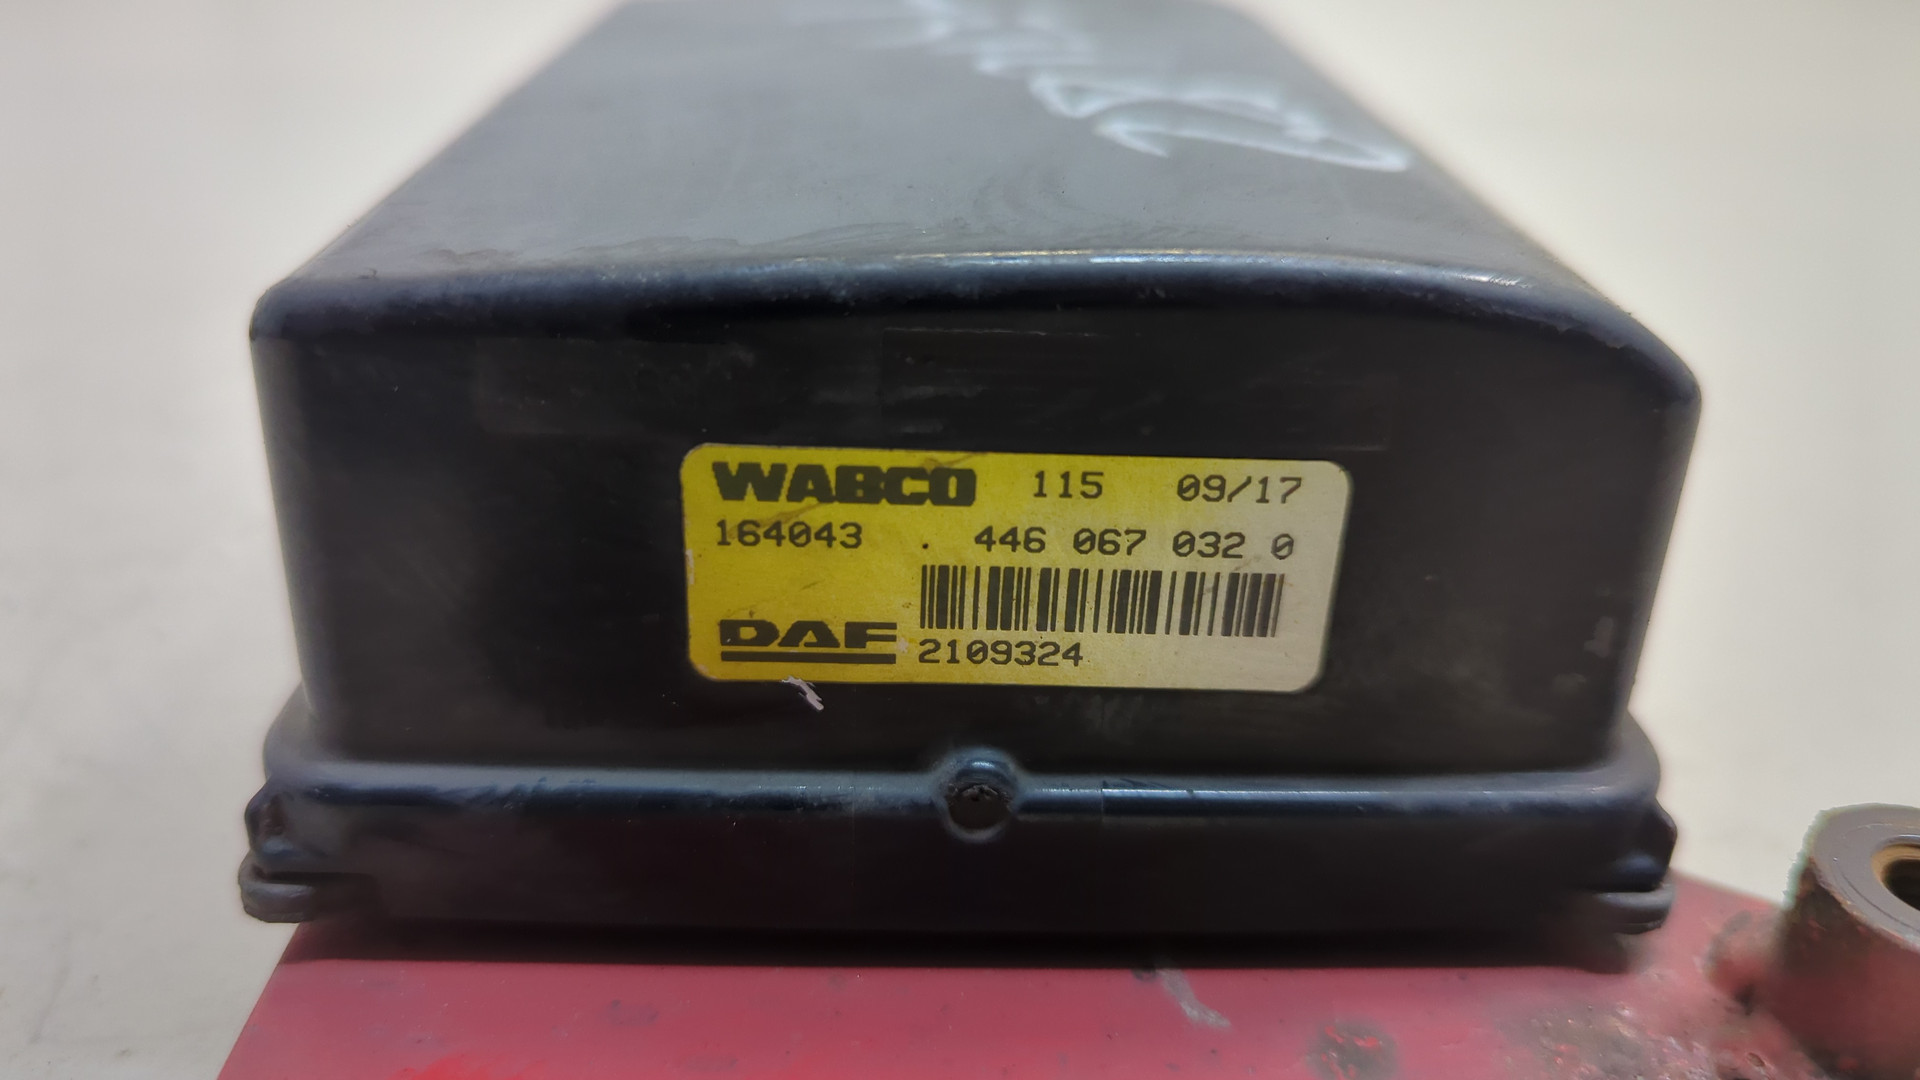 WABCO 115 09/17
164043 . 446 067 032 0
DAF 2109324